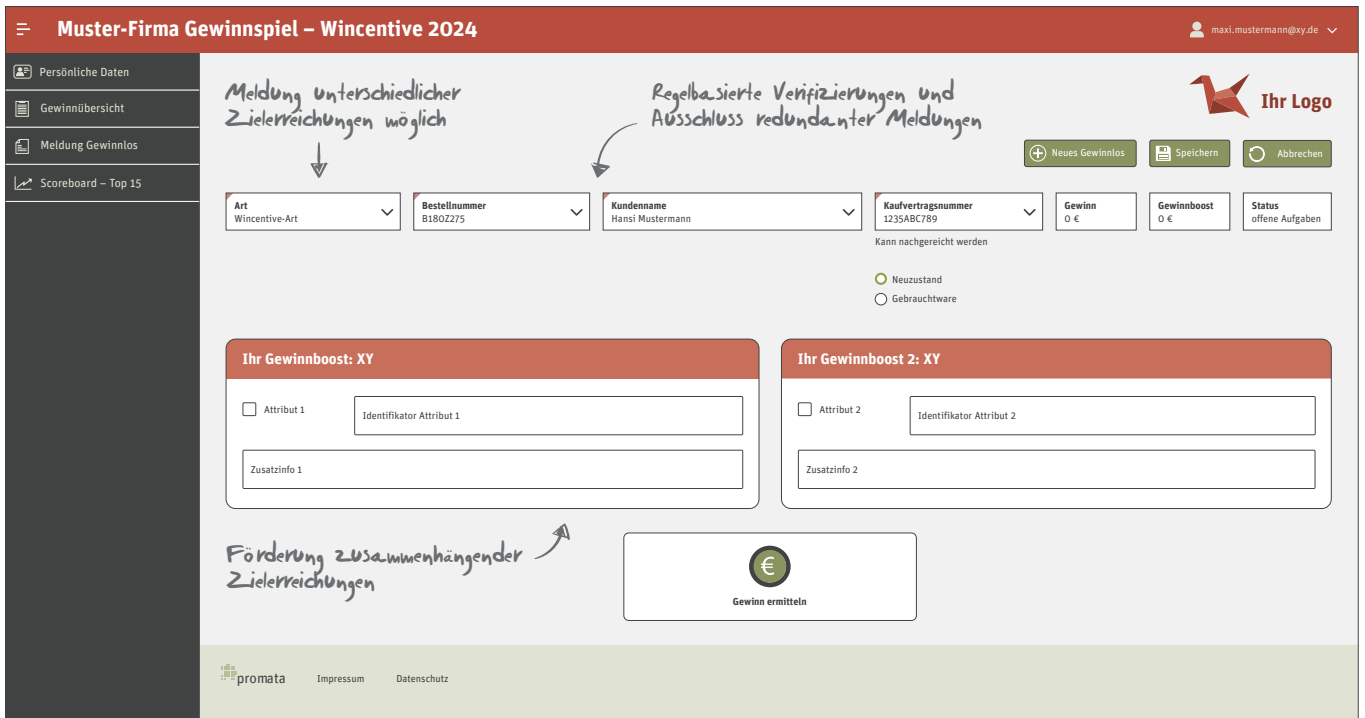 Muster-Firma Gewinnspiel – Wincentive 2024
maxi.mustermann@xy.de
Persönliche Daten
Gewinnübersicht
Meldung Gewinnlos
Scoreboard – Top 15
Meldung unterschiedlicher
Zielerreichungen möglich
Regelbasierte Verifizierungen und
Ausschluss redundanter Meldungen
Ihr Logo
Neues Gewinnlos
Speichern
Abbrechen
Art
Wincentive-Art
Bestellnummer
B180Z275
Kundenname
Hansi Mustermann
Kaufvertragsnummer
1235ABC789
Gewinn
0 €
Gewinnboost
0 €
Status
offene Aufgaben
Kann nachgereicht werden
Neuzustand
Gebrauchtware
Ihr Gewinnboost: XY
Attribut 1
Identifikator Attribut 1
Zusatzinfo 1
Ihr Gewinnboost 2: XY
Attribut 2
Identifikator Attribut 2
Zusatzinfo 2
Förderung zusammenhängender
Zielerreichungen
€
Gewinn ermitteln
promata
Impressum
Datenschutz